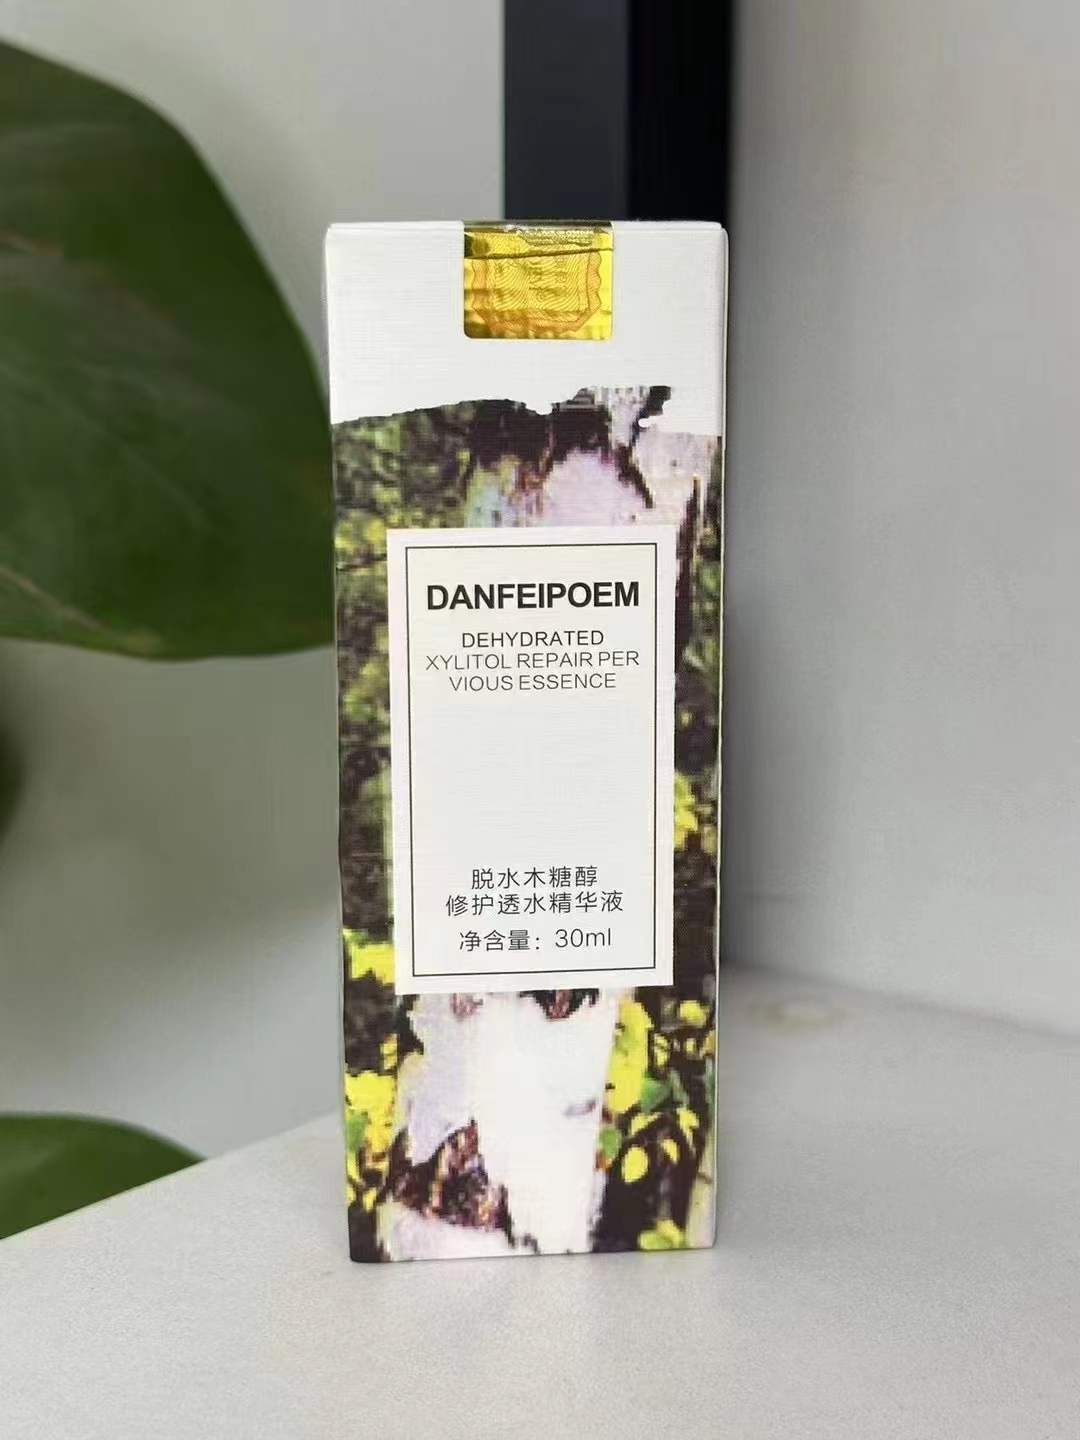 DANFEIPOEM
DEHYDRATED
XYLITOL REPAIR PER
VIOUS ESSENCE
脱水木糖醇
修护透水精华液
净含量：30ml